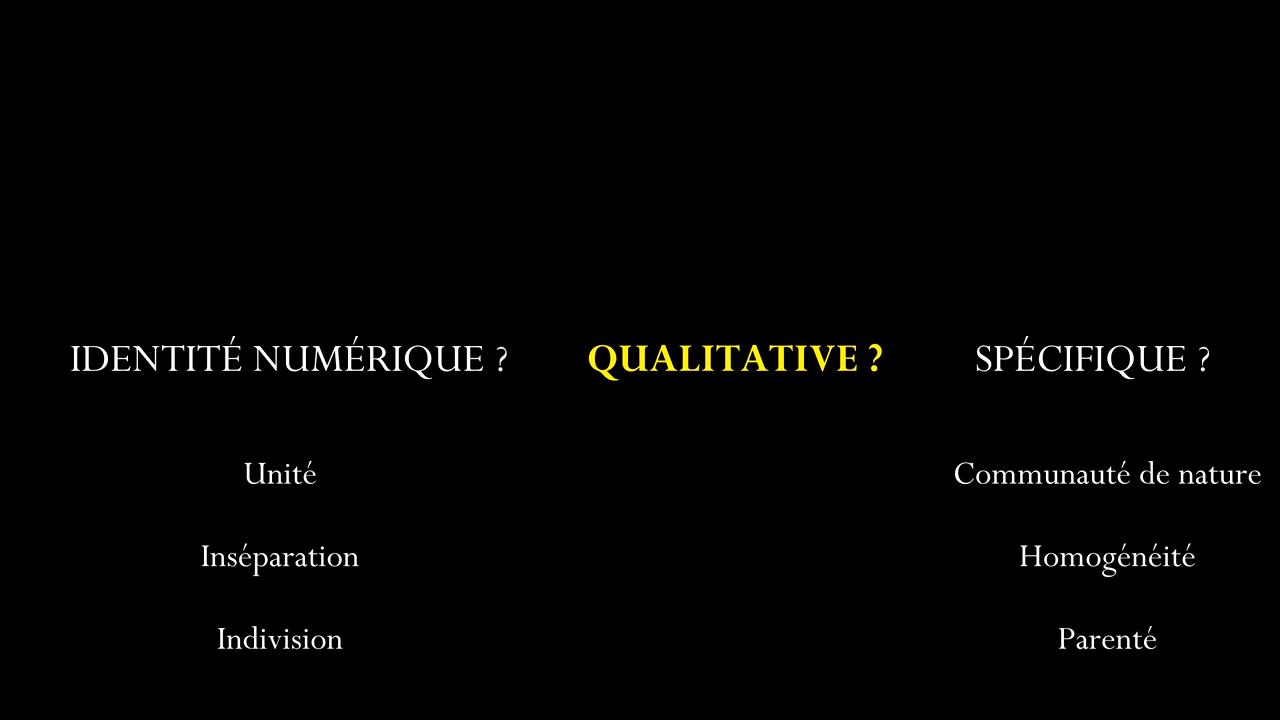 IDENTITÉ NUMÉRIQUE ? QUALITATIVE ? SPÉCIFIQUE ?
Unité Communauté de nature
Inséparation Homogénéité
Indivision Parenté